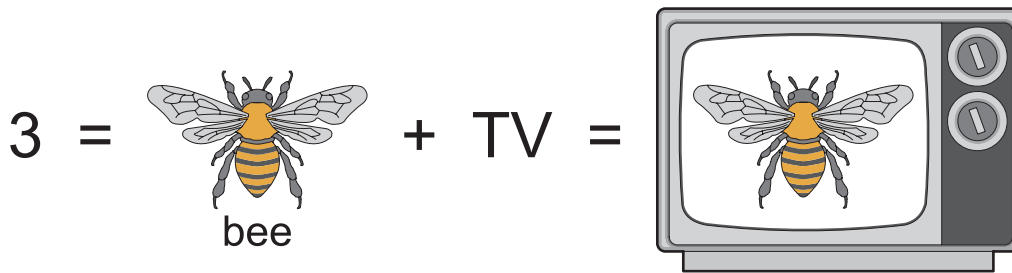 3 = + TV =
bee